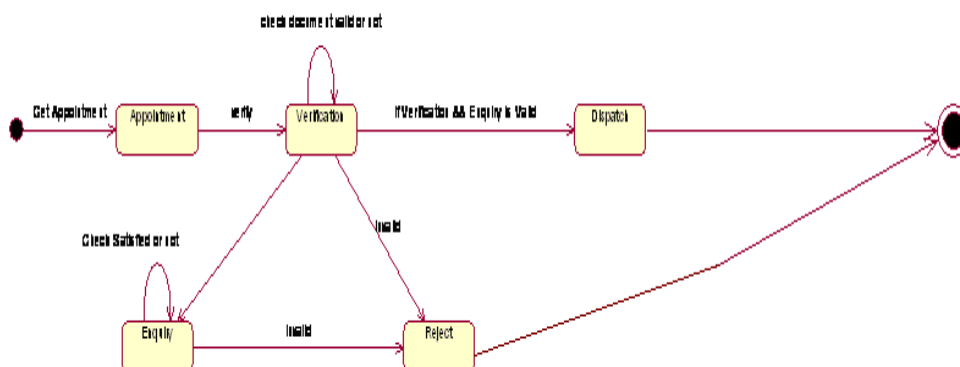 check document valid or not
Get Appointment
Appointment
verify
Verification
If Verification && Enquiry is Valid
Dispatch
Invalid
Check Satisfied or not
Enquiry
Invalid
Reject